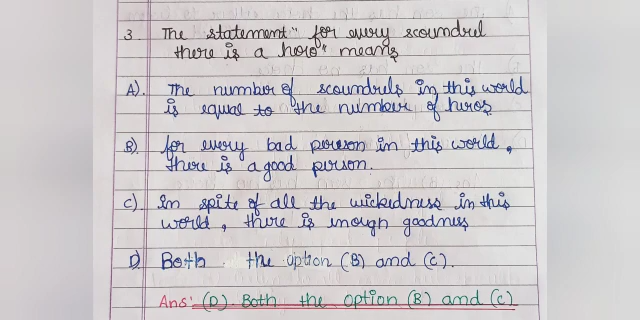 3. The statement "for every scoundrel
there is a hero" means
A). The number of scoundrels in this world
is equal to the number of heros.
B). for every bad person in this world,
there is a good person.
C). In spite of all the wickedness in this
world, there is enough goodness
D). Both the option (B) and (C).
Ans: (D). Both the option (B) and (C)